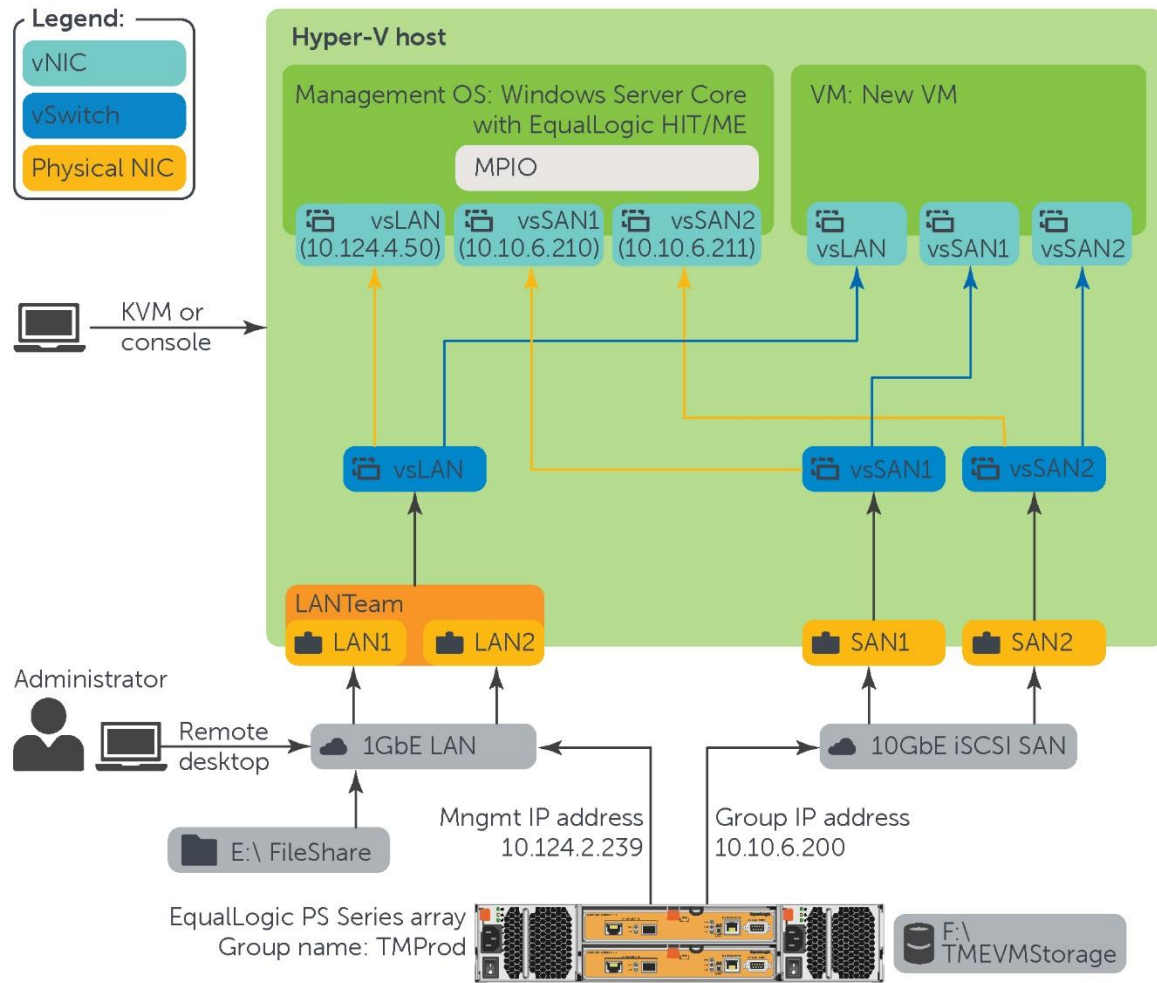 Legend:
vNIC
vSwitch
Physical NIC
Hyper-V host
Management OS: Windows Server Core
with EqualLogic HIT/ME
MPIO
VM: New VM
vsLAN
(10.124.4.50)
vsSAN1
(10.10.6.210)
vsSAN2
(10.10.6.211)
vsLAN
vsSAN1
vsSAN2
KVM or
console
vsLAN
vsSAN1
vsSAN2
LANTeam
LAN1
LAN2
SAN1
SAN2
Administrator
Remote
desktop
1GbE LAN
10GbE iSCSI SAN
E:\ FileShare
Mngmt IP address
10.124.2.239
Group IP address
10.10.6.200
EqualLogic PS Series array
Group name: TMProd
F:\
TMEVMStorage